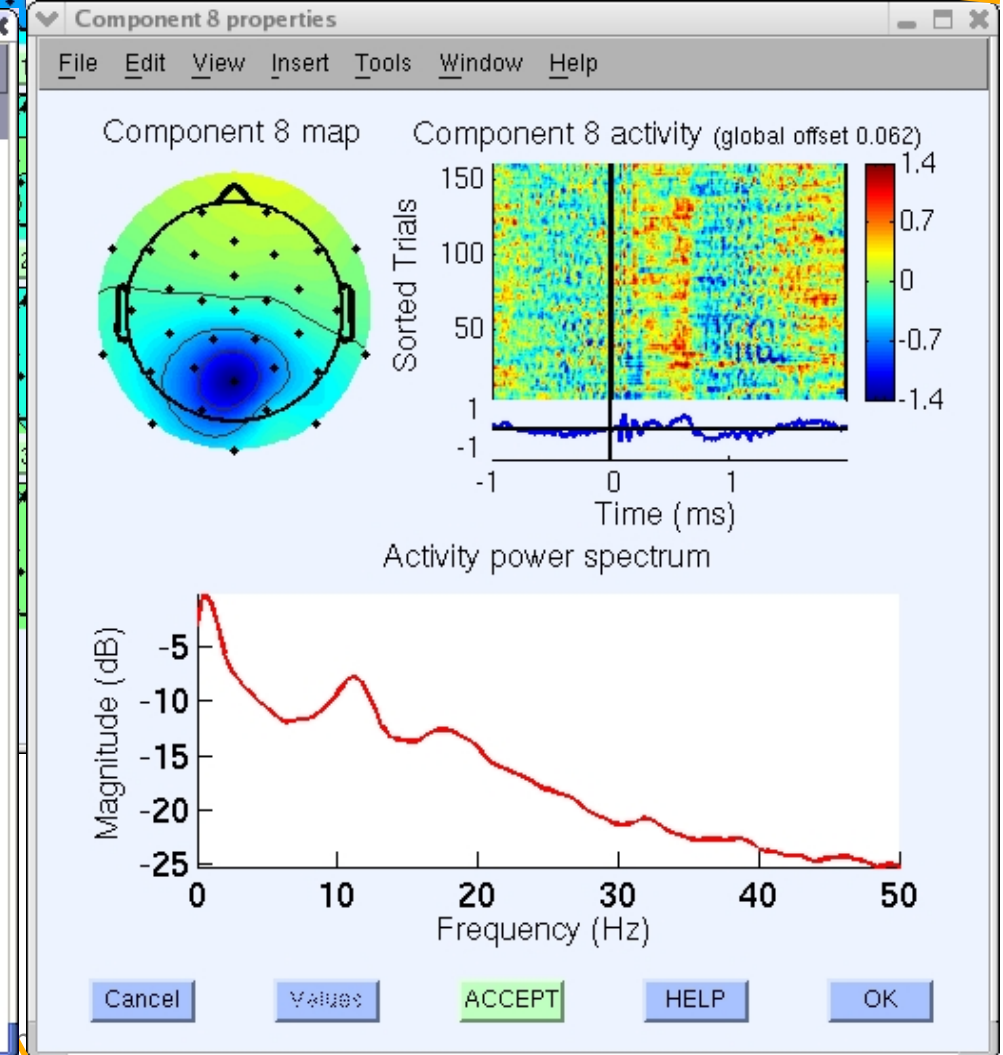 Component 8 properties
File Edit View Insert Tools Window Help
Component 8 map
Component 8 activity (global offset 0.062)
Sorted Trials
150
100
50
1.4
0.7
0
-0.7
-1.4
1
-1
-1 0 1
Time (ms)
Activity power spectrum
Magnitude (dB)
-5
-10
-15
-20
-25
0 10 20 30 40 50
Frequency (Hz)
Cancel Values ACCEPT HELP OK